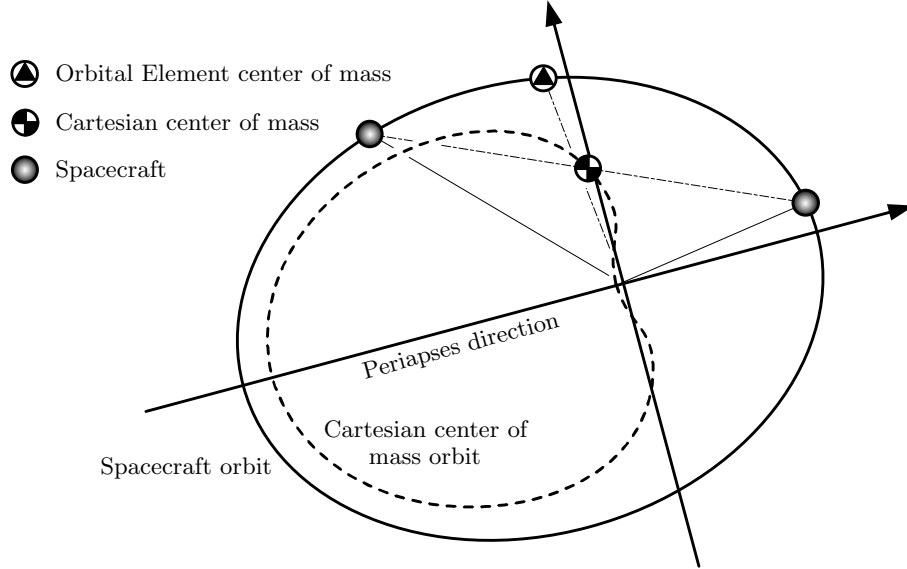 Orbital Element center of mass
Cartesian center of mass
Spacecraft
Periapses direction
Cartesian center of
mass orbit
Spacecraft orbit